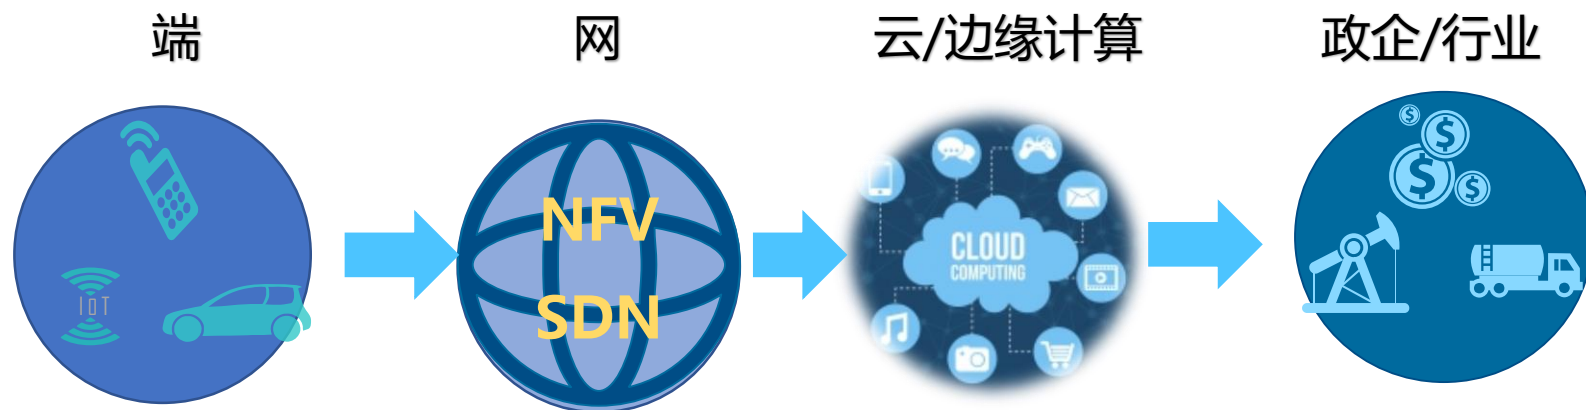 端
网
云/边缘计算
政企/行业
IOT
NFV
SDN
CLOUD
COMPUTING
$
$
$
$